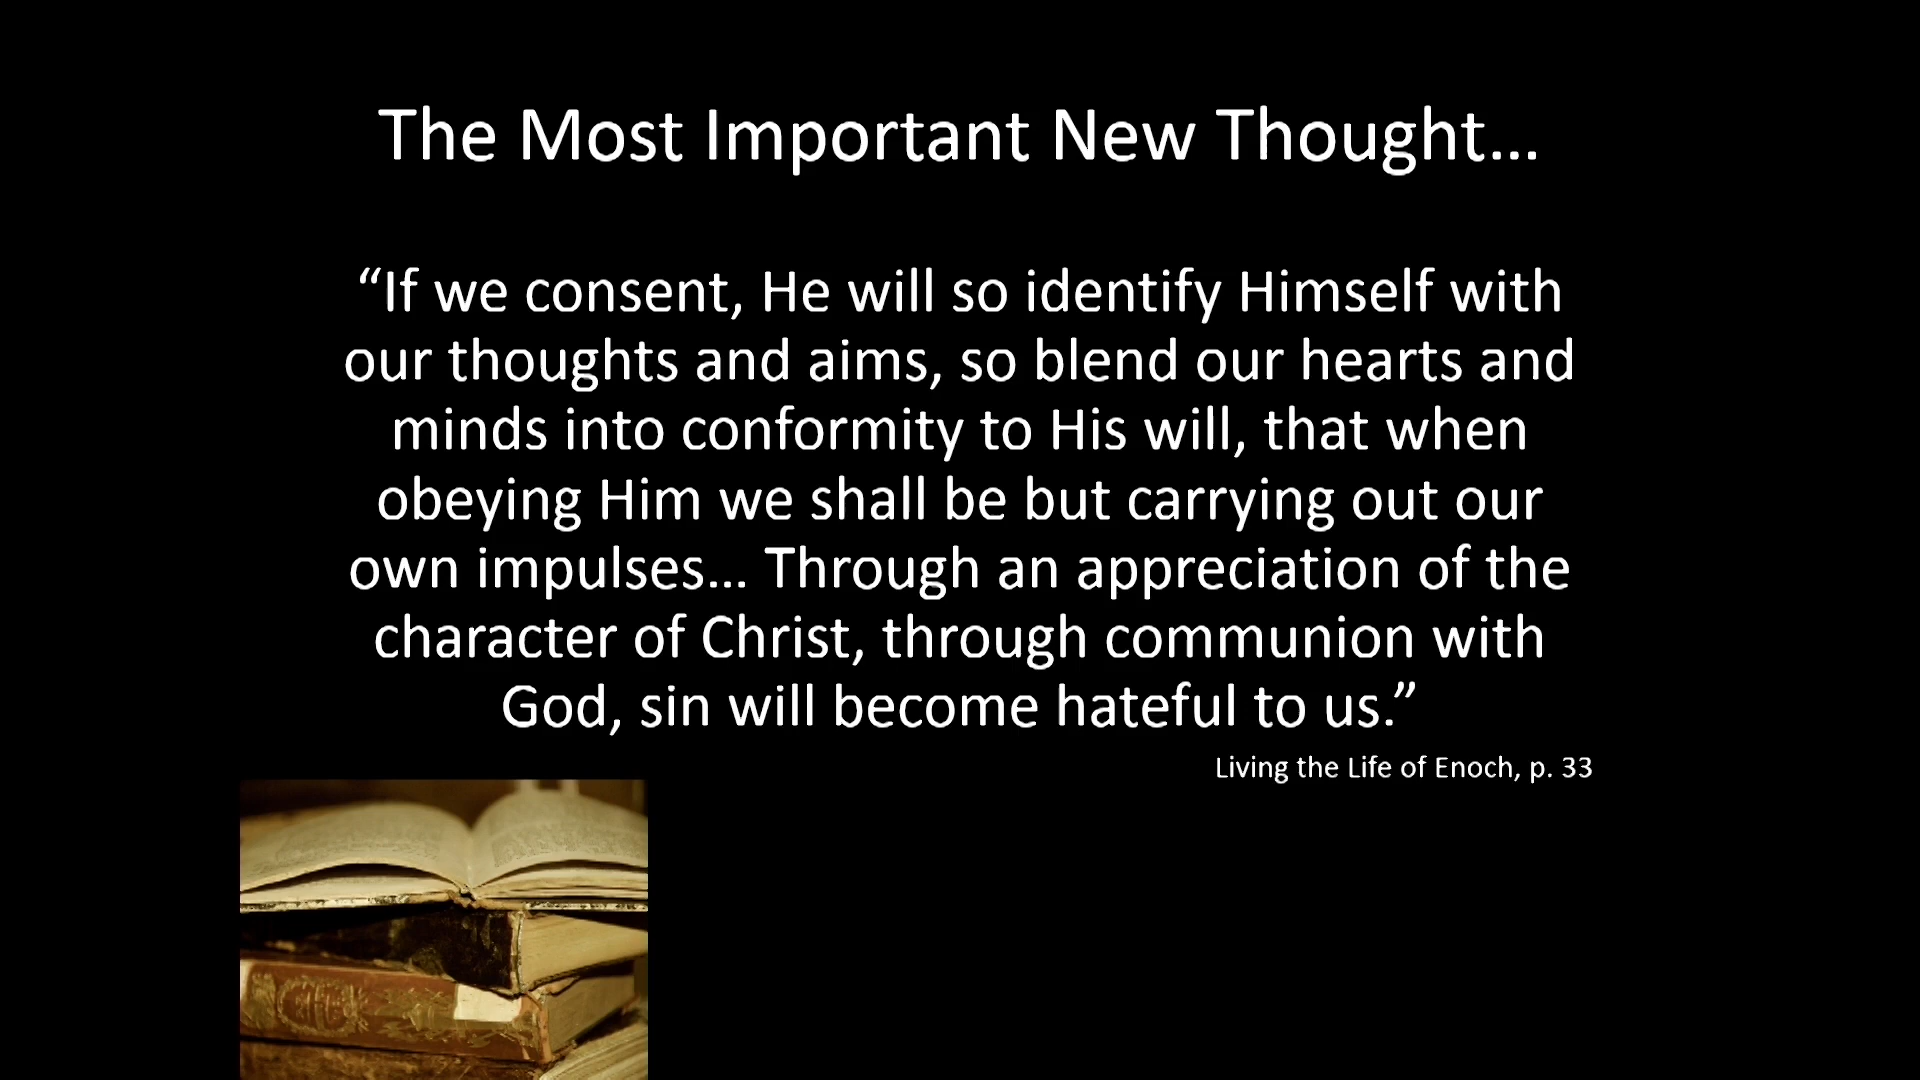 The Most Important New Thought…
“If we consent, He will so identify Himself with
our thoughts and aims, so blend our hearts and
minds into conformity to His will, that when
obeying Him we shall be but carrying out our
own impulses… Through an appreciation of the
character of Christ, through communion with
God, sin will become hateful to us.”
Living the Life of Enoch, p. 33